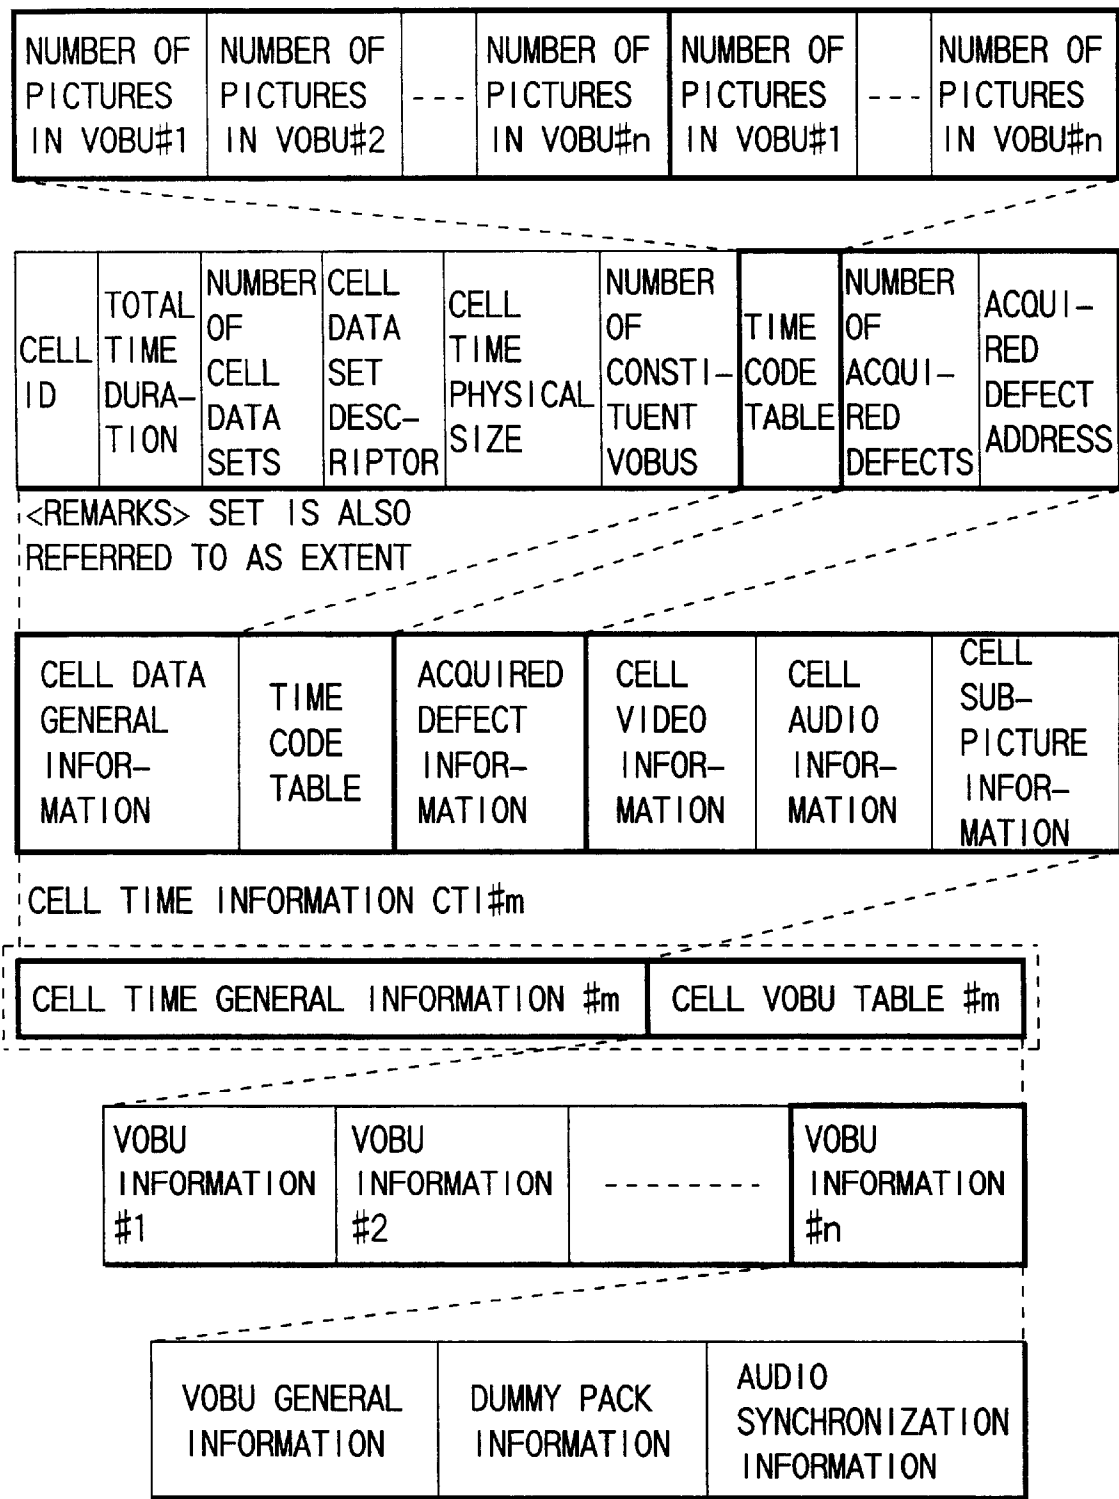 NUMBER OF
PICTURES
IN VOBU#1
NUMBER OF
PICTURES
IN VOBU#2
NUMBER OF
PICTURES
IN VOBU#n
NUMBER OF
PICTURES
IN VOBU#1
NUMBER OF
PICTURES
IN VOBU#n
CELL
ID
TOTAL
TIME
DURA-
TION
NUMBER
OF
CELL
DATA
SETS
CELL
DATA
SET
DESC-
RIPTOR
CELL
TIME
PHYSICAL
SIZE
NUMBER
OF
CONSTI-
TUENT
VOBUS
TIME
CODE
TABLE
NUMBER
OF
ACQUI-
RED
DEFECTS
ACQUI-
RED
DEFECT
ADDRESS
<REMARKS> SET IS ALSO
REFERRED TO AS EXTENT
CELL DATA
GENERAL
INFOR-
MATION
TIME
CODE
TABLE
ACQUIRED
DEFECT
INFOR-
MATION
CELL
VIDEO
INFOR-
MATION
CELL
AUDIO
INFOR-
MATION
CELL
SUB-
PICTURE
INFOR-
MATION
CELL TIME INFORMATION CTI#m
CELL TIME GENERAL INFORMATION #m
CELL VOBU TABLE #m
VOBU
INFORMATION
#1
VOBU
INFORMATION
#2
VOBU
INFORMATION
#n
VOBU GENERAL
INFORMATION
DUMMY PACK
INFORMATION
AUDIO
SYNCHRONIZATION
INFORMATION